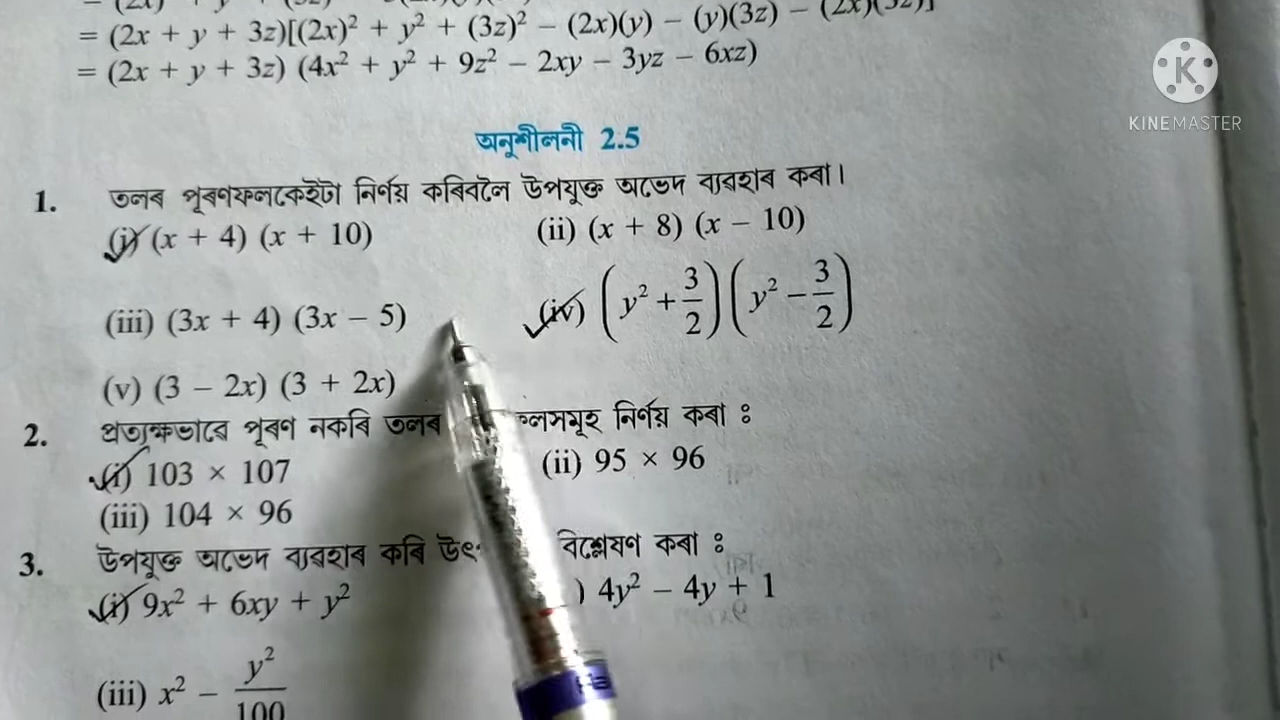 = (2x + y + 3z)[(2x)² + y² + (3z)² − (2x)(y) − (y)(3z) − (2x)(3z)]
= (2x + y + 3z) (4x² + y² + 9z² − 2xy − 3yz − 6xz)
KINEMASTER
অনুশীলনী 2.5
1. তলৰ পূৰণফলকেইটা নিৰ্ণয় কৰিবলৈ উপযুক্ত অভেদ ব্যৱহাৰ কৰা।
(i) (x + 4) (x + 10) (ii) (x + 8) (x − 10)
(iii) (3x + 4) (3x − 5) (iv) (y² + 3/2) (y² − 3/2)
(v) (3 − 2x) (3 + 2x)
2. প্ৰত্যক্ষভাৱে পূৰণ নকৰি তলৰ নিৰ্ণয় কৰা ঃ
(i) 103 × 107 (ii) 95 × 96
(iii) 104 × 96
3. উপযুক্ত অভেদ ব্যৱহাৰ কৰি বিশ্লেষণ কৰা ঃ
(i) 9x² + 6xy + y² ) 4y² − 4y + 1
(iii) x² − y²/100